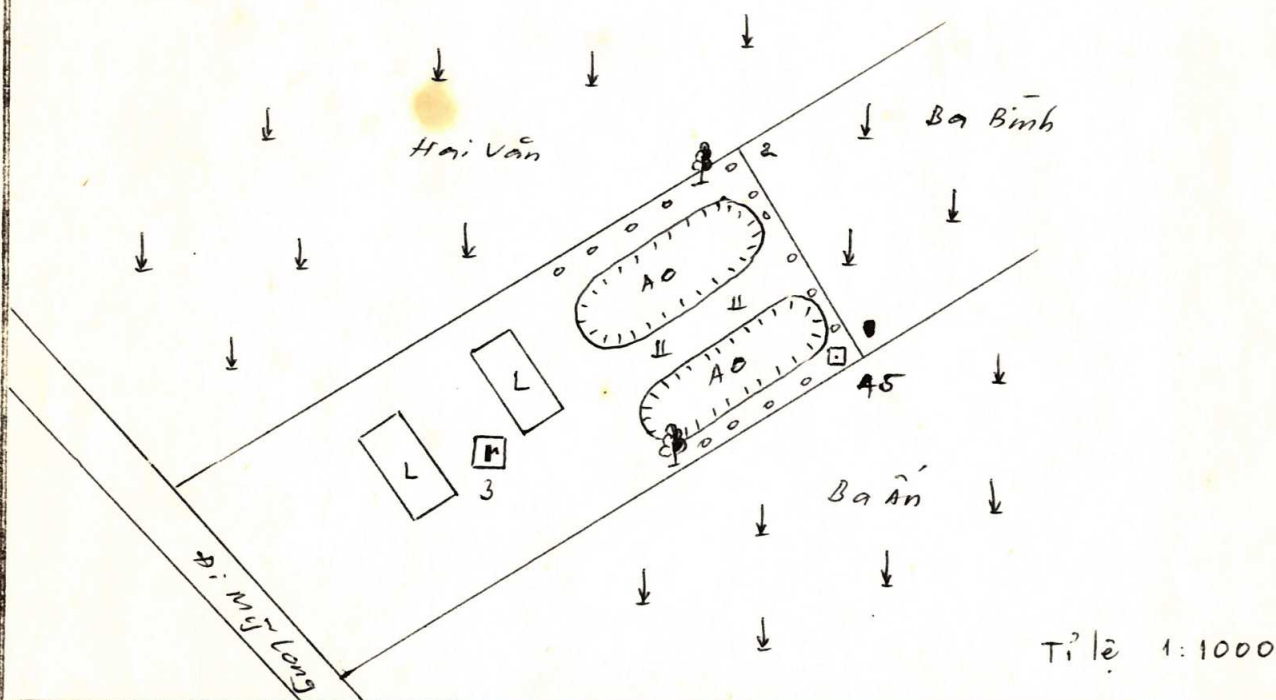 Ba Bình
Hai Vân
2
AO
AO
L
45
L
r
3
Ba Ấn
Đi Mỹ Long
Tỉ lệ 1:1000